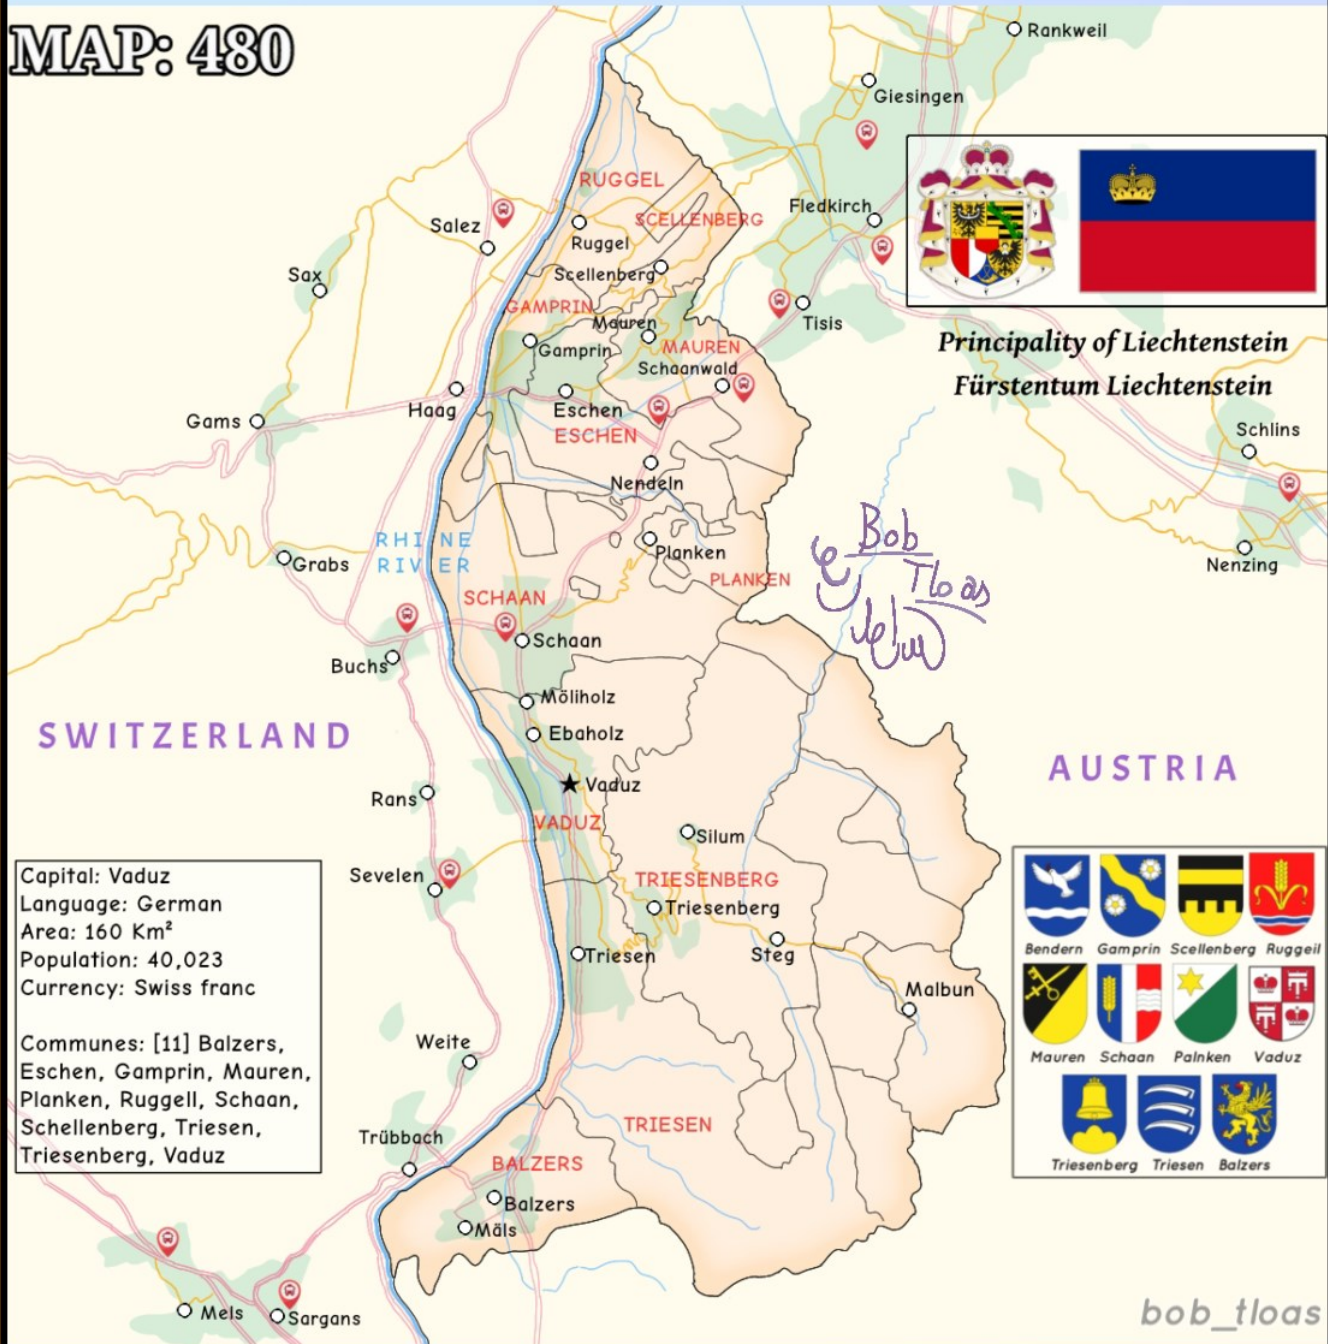 MAP: 480
Rankweil
Giesingen
RUGGEL
SCELLENBERG
Fledkirch
Salez
Ruggel
Scellenberg
Sax
GAMPRIN
Mauren
Tisis
Gamprin
MAUREN
Schaanwald
Principality of Liechtenstein
Fürstentum Liechtenstein
Haag
Eschen
Gams
ESCHEN
Schlins
Nendeln
RHINE
RIVER
Bob
Tloas
Planken
Grabs
PLANKEN
Nenzing
SCHAAN
Schaan
Buchs
Möliholz
SWITZERLAND
Ebaholz
AUSTRIA
Vaduz
Rans
VADUZ
Silum
Sevelen
TRIESENBERG
Triesenberg
Triesen
Steg
Malbun
Capital: Vaduz
Language: German
Area: 160 Km²
Population: 40,023
Currency: Swiss franc
Communes: [11] Balzers,
Eschen, Gamprin, Mauren,
Planken, Ruggell, Schaan,
Schellenberg, Triesen,
Triesenberg, Vaduz
Bendern Gamprin Scellenberg Ruggeil
Mauren Schaan Palnken Vaduz
Triesenberg Triesen Balzers
Weite
TRIESEN
Trübbach
BALZERS
Balzers
Mäls
Mels
Sargans
bob_tloas